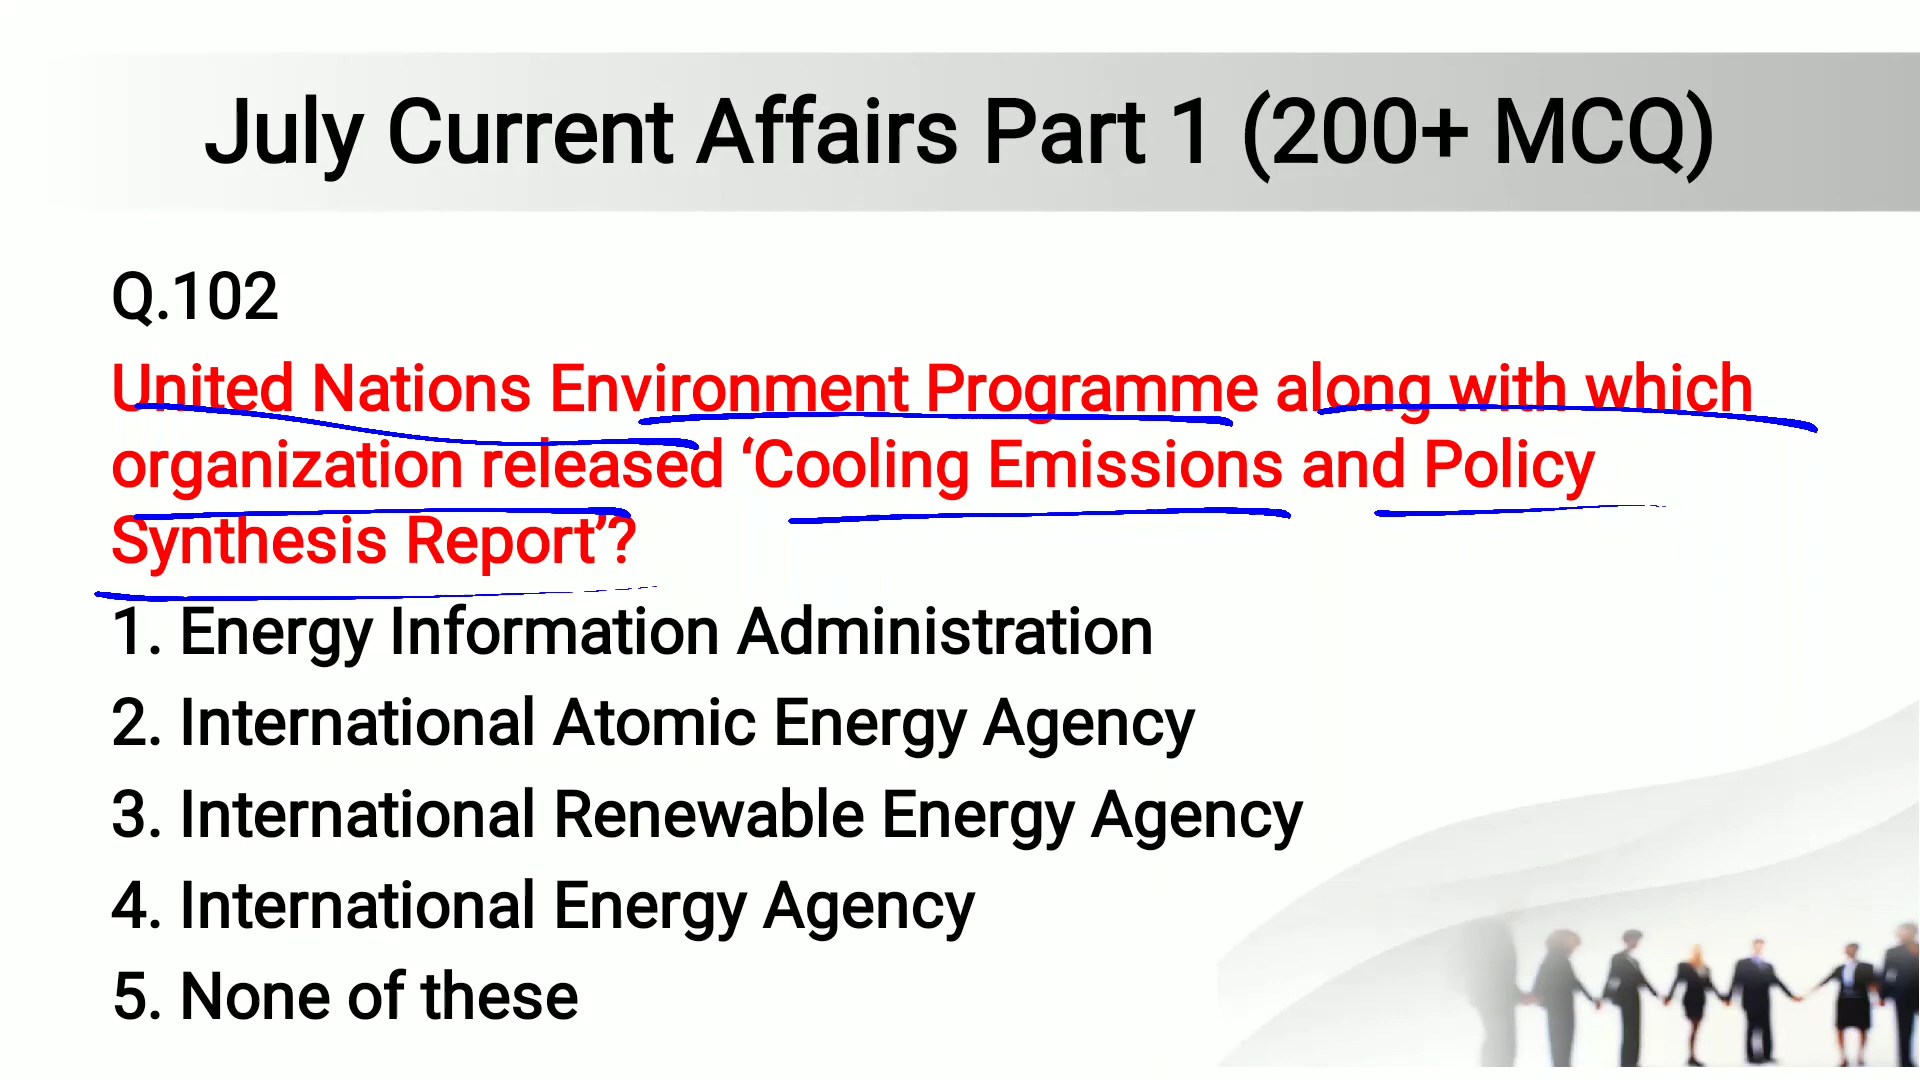 July Current Affairs Part 1 (200+ MCQ)
Q.102
United Nations Environment Programme along with which
organization released ‘Cooling Emissions and Policy
Synthesis Report’?
1. Energy Information Administration
2. International Atomic Energy Agency
3. International Renewable Energy Agency
4. International Energy Agency
5. None of these